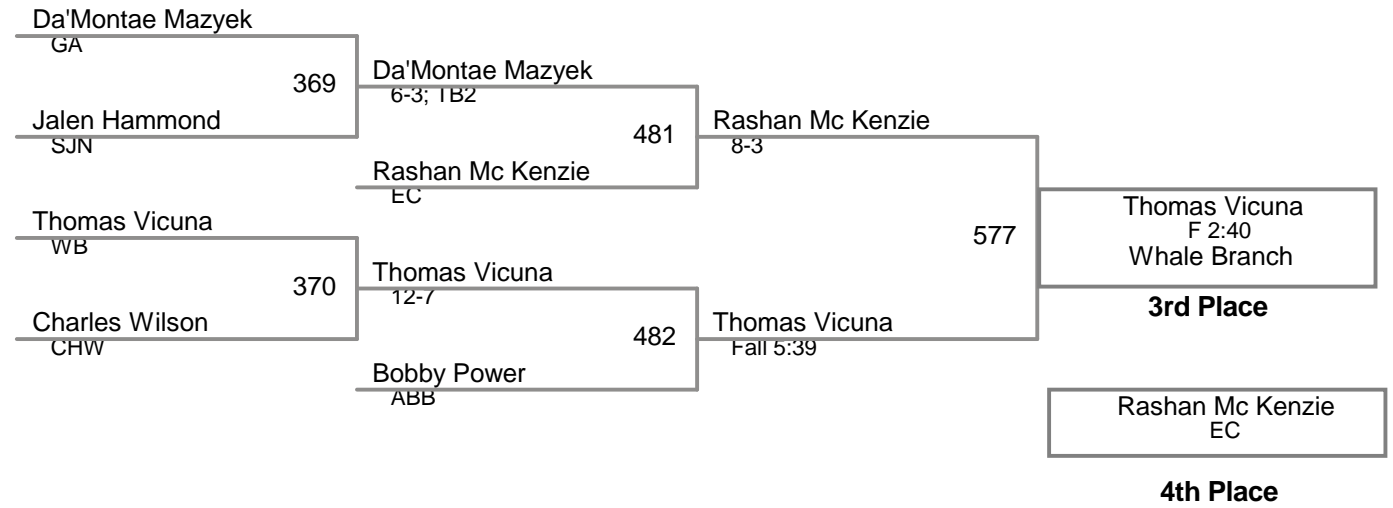 Da'Montae Mazyek
GA
369
Da'Montae Mazyek
6-3; TB2
Jalen Hammond
SJN
481
Rashan Mc Kenzie
8-3
Rashan Mc Kenzie
EC
Thomas Vicuna
WB
577
Thomas Vicuna
F 2:40
Whale Branch
3rd Place
370
Thomas Vicuna
12-7
Charles Wilson
CHW
482
Thomas Vicuna
Fall 5:39
Bobby Power
ABB
Rashan Mc Kenzie
EC
4th Place